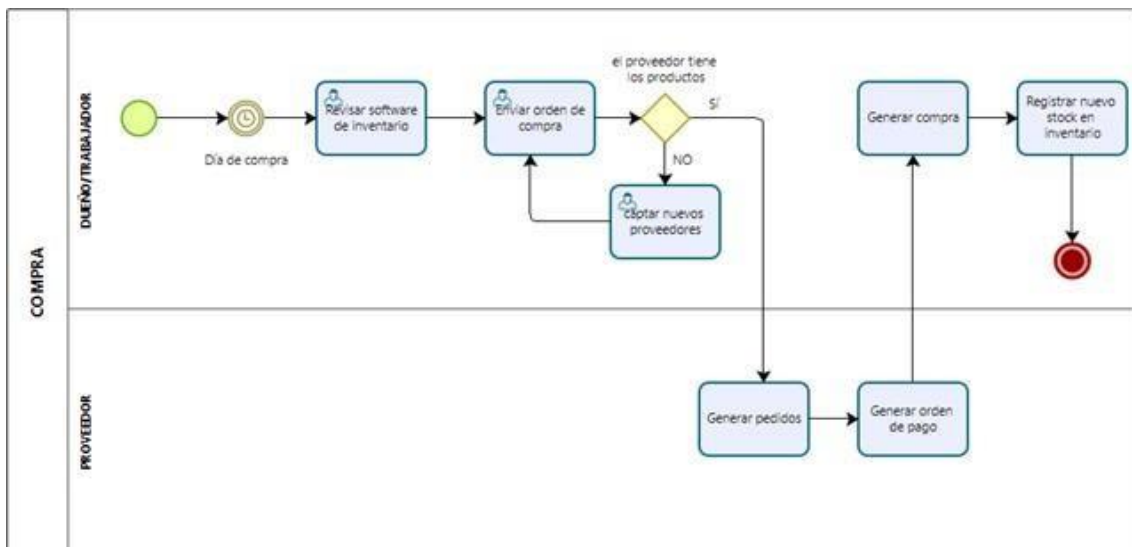 COMPRA
DUEÑO/TRABAJADOR
Día de compra
Revisar software
de inventario
Enviar orden de
compra
el proveedor tiene
los productos
SÍ
NO
captar nuevos
proveedores
Generar compra
Registrar nuevo
stock en
inventario
PROVEEDOR
Generar pedidos
Generar orden
de pago